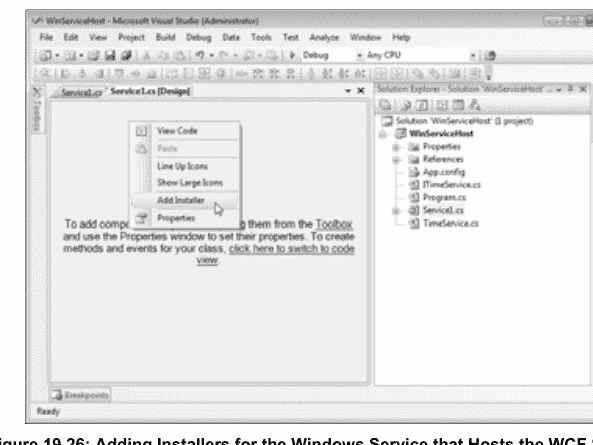 WinServiceHost - Microsoft Visual Studio (Administrator)
File Edit View Project Build Debug Data Tools Test Analyze Window Help
Debug Any CPU
Toolbox
Service1.cs Service1.cs [Design]
View Code
Paste
Line Up Icons
Show Large Icons
Add Installer
Properties
To add compo g them from the Toolbox
and use the Properties window to set their properties. To create
methods and events for your class, click here to switch to code
view.
Solution Explorer - Solution 'WinServiceHost' ...
Solution 'WinServiceHost' (1 project)
WinServiceHost
Properties
References
App.config
ITimeService.cs
Program.cs
Service1.cs
TimeService.cs
Breakpoints
Ready
igure 19.26: Adding Installers for the Windows Service that Hosts the WCF